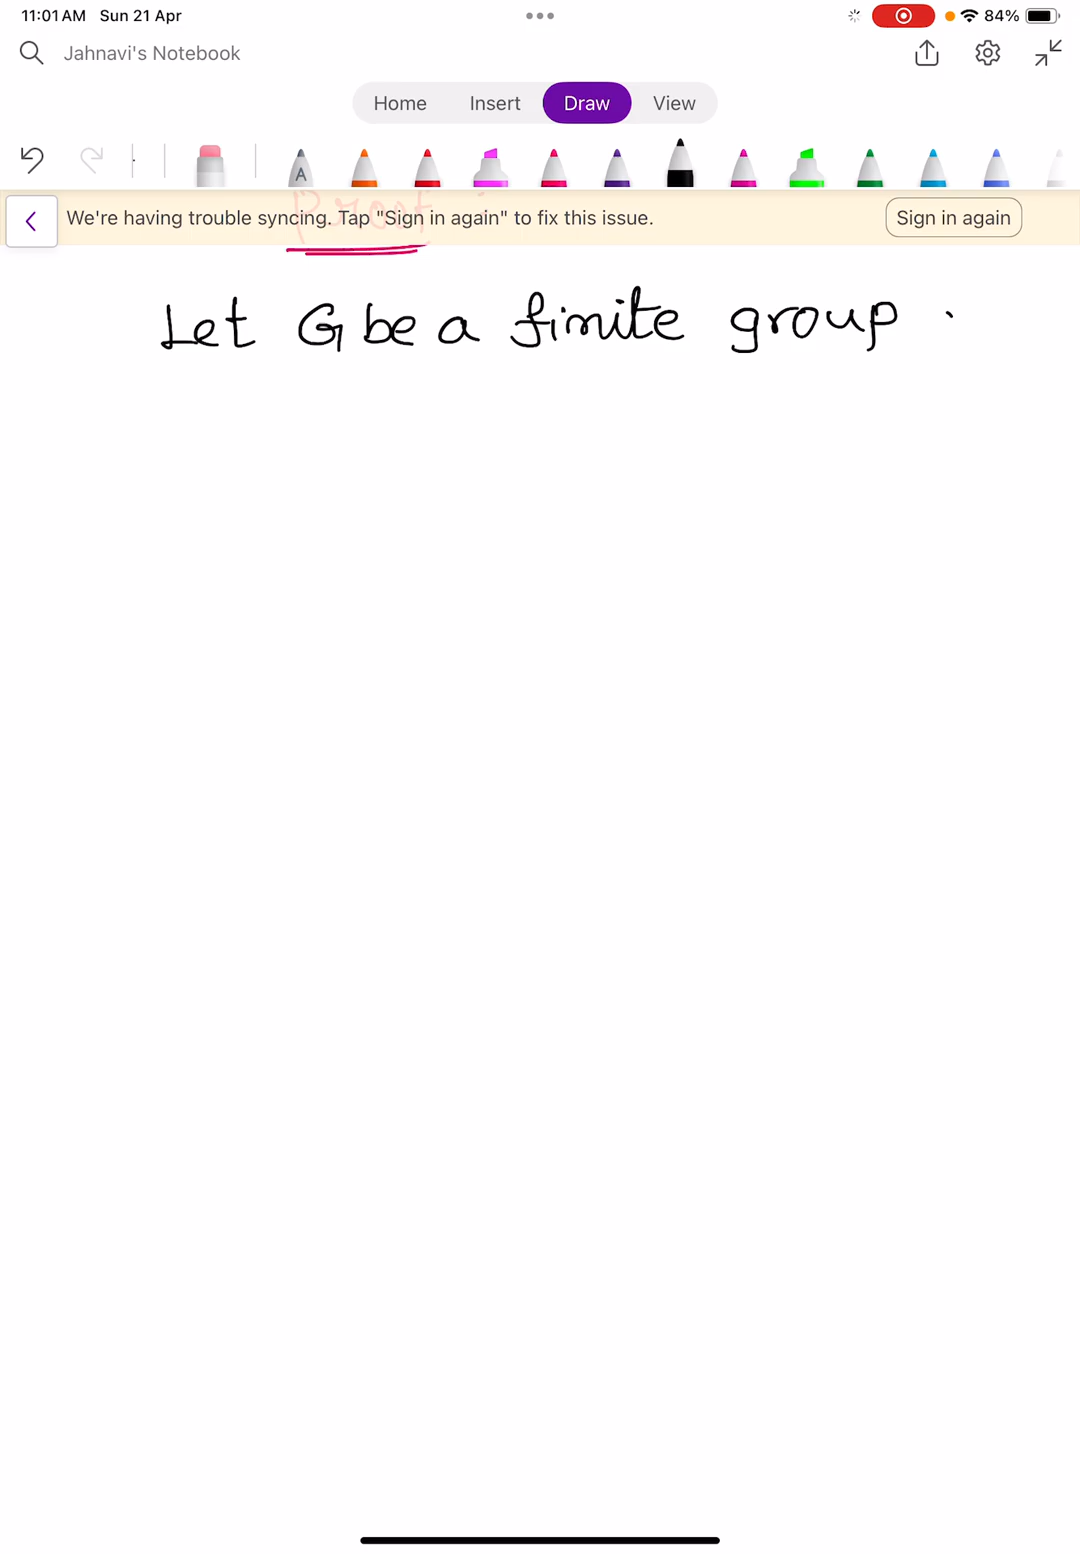 11:01 AM Sun 21 Apr 84%
Jahnavi's Notebook
Home Insert Draw View
A
We're having trouble syncing. Tap "Sign in again" to fix this issue. Sign in again
Proof
Let G be a finite group.